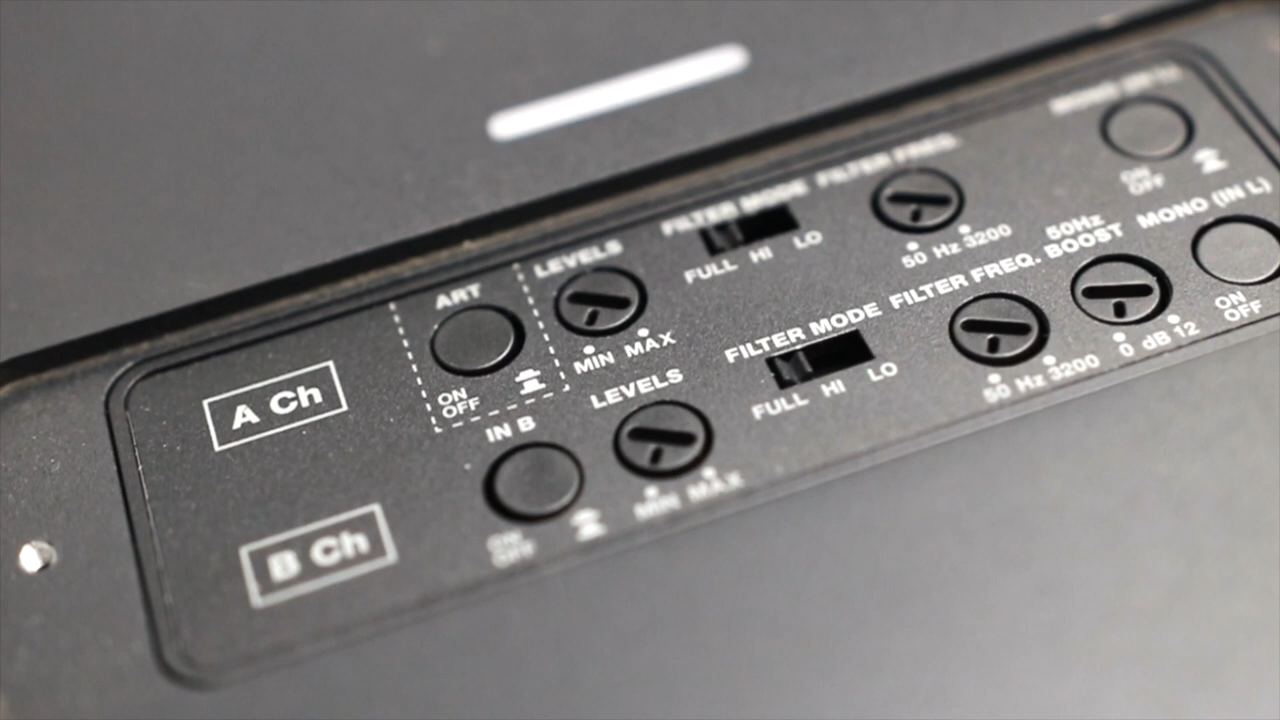 A Ch
ART
ON
OFF
LEVELS
MIN MAX
FILTER MODE
FULL HI LO
FILTER FREQ.
50 Hz 3200
ON
OFF
B Ch
IN B
ON
OFF
LEVELS
MIN MAX
FILTER MODE
FULL HI LO
FILTER FREQ.
50 Hz 3200
50Hz
BOOST
0 dB 12
MONO (IN L)
ON
OFF